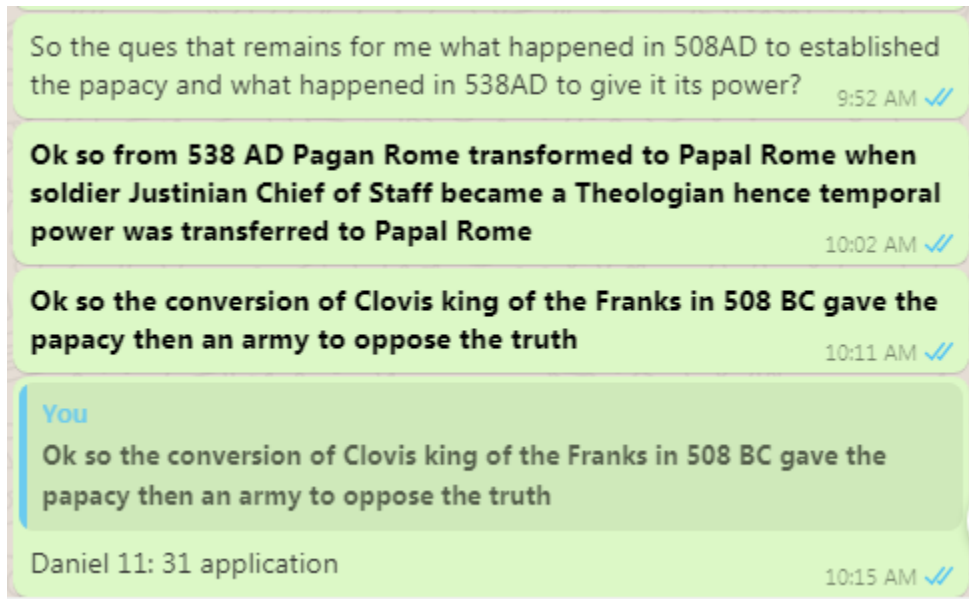 So the ques that remains for me what happened in 508AD to established
the papacy and what happened in 538AD to give it its power?
9:52 AM
Ok so from 538 AD Pagan Rome transformed to Papal Rome when
soldier Justinian Chief of Staff became a Theologian hence temporal
power was transferred to Papal Rome
10:02 AM
Ok so the conversion of Clovis king of the Franks in 508 BC gave the
papacy then an army to oppose the truth
10:11 AM
You
Ok so the conversion of Clovis king of the Franks in 508 BC gave the
papacy then an army to oppose the truth
Daniel 11: 31 application
10:15 AM